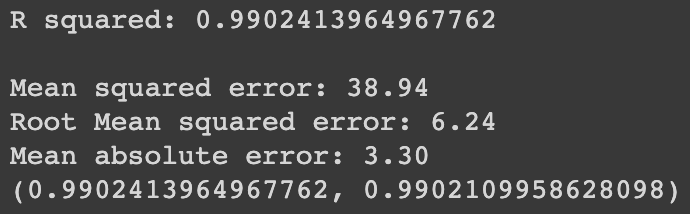 R squared: 0.9902413964967762
Mean squared error: 38.94
Root Mean squared error: 6.24
Mean absolute error: 3.30
(0.9902413964967762, 0.9902109958628098)